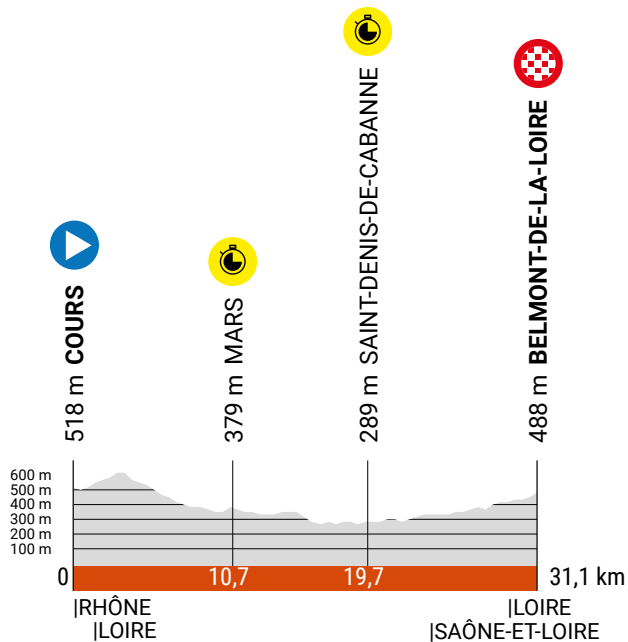 518 m COURS
379 m MARS
289 m SAINT-DENIS-DE-CABANNE
488 m BELMONT-DE-LA-LOIRE
600 m
500 m
400 m
300 m
200 m
100 m
0 10,7 19,7 31,1 km
|RHÔNE |LOIRE
|LOIRE |SAÔNE-ET-LOIRE